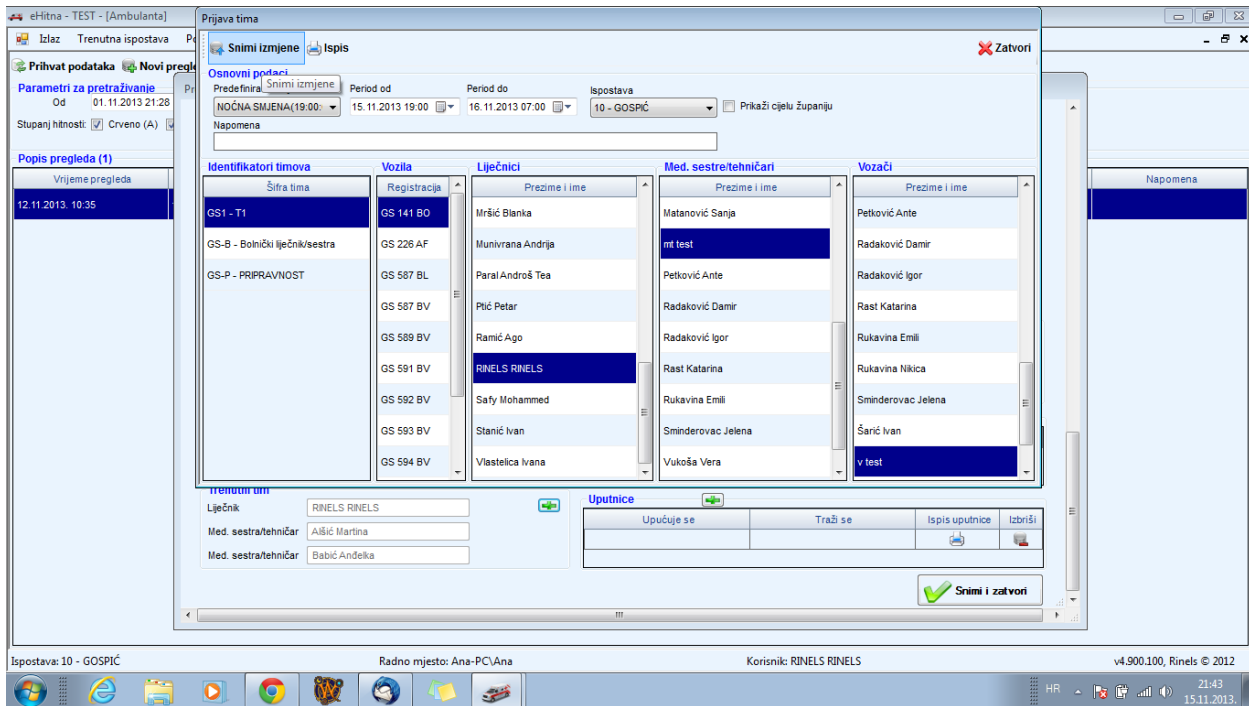 eHitna - TEST - [Ambulanta]
Izlaz Trenutna ispostava
Prihvat podataka
Parametri za pretraživanje
Od 01.11.2013 21:28
Stupanj hitnosti: Crveno (A)
Popis pregleda (1)
Vrijeme pregleda
Napomena
12.11.2013. 10:35
Prijava tima
Snimi izmjene Ispis Zatvori
Osnovni podaci
Snimi izmjene
Period od Period do Ispostava
NOĆNA SMJENA(19:00: 15.11.2013 19:00 16.11.2013 07:00 10 - GOSPIĆ Prikaži cijelu županiju
Napomena
Identifikatori timova Vozila Liječnici Med. sestre/tehničari Vozači
Šifra tima Registracija Prezime i ime Prezime i ime Prezime i ime
GS1 - T1 GS 141 BO Mršić Blanka Matanović Sanja Petković Ante
GS-B - Bolnički liječnik/sestra GS 226 AF Munivrana Andrija mt test Radaković Damir
GS-P - PRIPRAVNOST GS 587 BL Paral Androš Tea Petković Ante Radaković Igor
GS 587 BV Ptić Petar Radaković Damir Rast Katarina
GS 589 BV Ramić Ago Radaković Igor Rukavina Emili
GS 591 BV RINELS RINELS Rast Katarina Rukavina Nikica
GS 592 BV Safy Mohammed Rukavina Emili Sminderovac Jelena
GS 593 BV Stanić Ivan Sminderovac Jelena Šarić Ivan
GS 594 BV Vlastelica Ivana Vukoša Vera v test
Trenutni tim
Liječnik RINELS RINELS
Med. sestra/tehničar Alšić Martina
Med. sestra/tehničar Babić Anđelka
Uputnice
Upućuje se Traži se Ispis uputnice Izbriši
Snimi i zatvori
Ispostava: 10 - GOSPIĆ Radno mjesto: Ana-PC\Ana Korisnik: RINELS RINELS v4.900.100, Rinels © 2012
HR 21:43
15.11.2013.